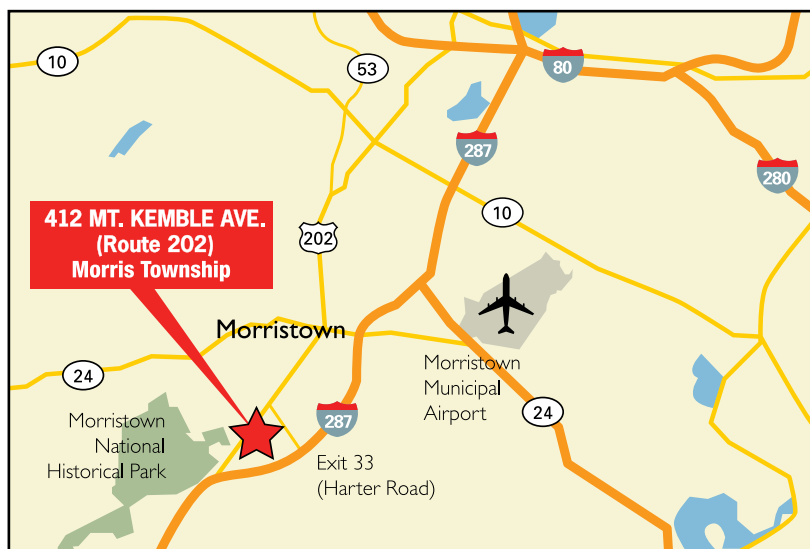 10
53
80
287
280
10
412 MT. KEMBLE AVE.
(Route 202)
Morris Township
202
Morristown
24
Morristown
Municipal
Airport
24
287
Morristown
National
Historical Park
Exit 33
(Harter Road)